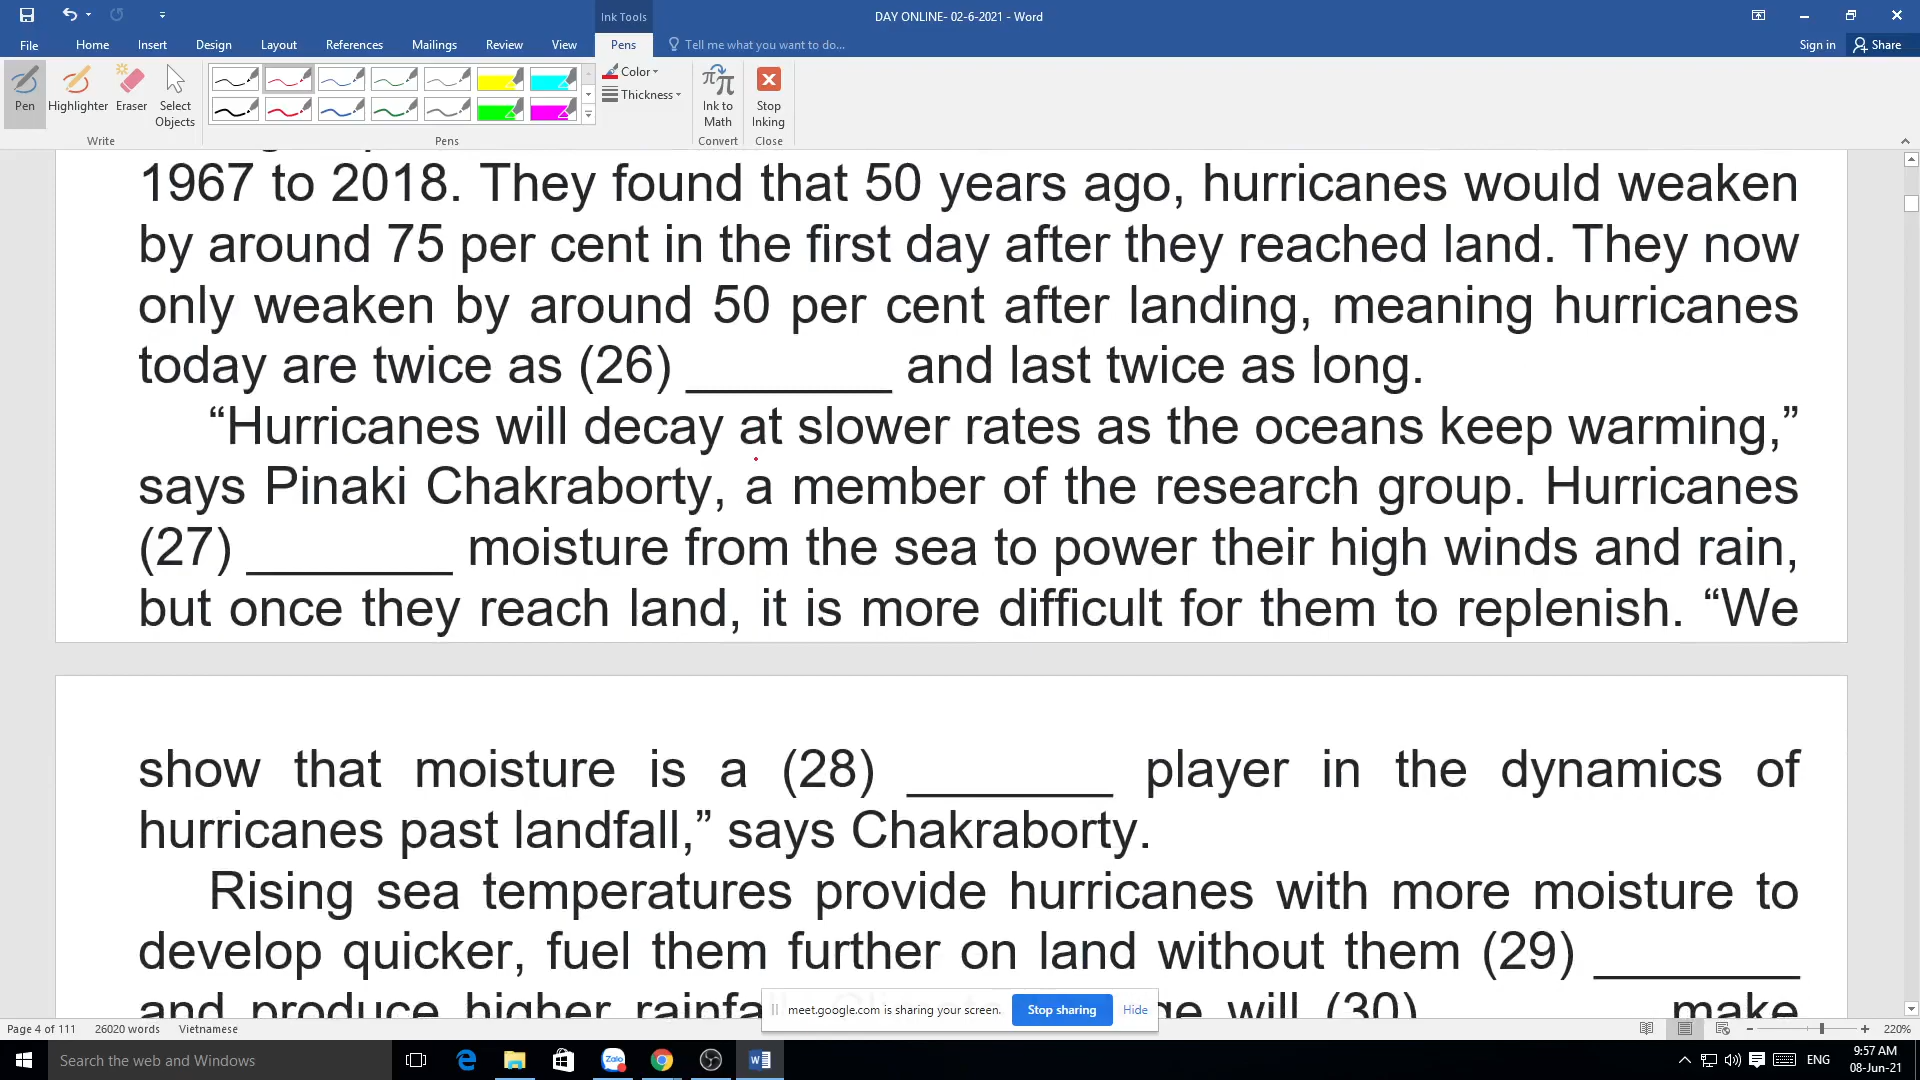 Ink Tools
DAY ONLINE- 02-6-2021 - Word
File Home Insert Design Layout References Mailings Review View Pens Tell me what you want to do... Sign in Share
Pen Highlighter Eraser Select Objects
Color
Thickness
Ink to Math
Stop Inking
Write Pens Convert Close
1967 to 2018. They found that 50 years ago, hurricanes would weaken
by around 75 per cent in the first day after they reached land. They now
only weaken by around 50 per cent after landing, meaning hurricanes
today are twice as (26) ________ and last twice as long.
“Hurricanes will decay at slower rates as the oceans keep warming,”
says Pinaki Chakraborty, a member of the research group. Hurricanes
(27) ________ moisture from the sea to power their high winds and rain,
but once they reach land, it is more difficult for them to replenish. “We
show that moisture is a (28) ________ player in the dynamics of
hurricanes past landfall,” says Chakraborty.
Rising sea temperatures provide hurricanes with more moisture to
develop quicker, fuel them further on land without them (29) ________
and produce higher rainfa will (30) make
meet.google.com is sharing your screen. Stop sharing Hide
Page 4 of 111 26020 words Vietnamese 220%
Search the web and Windows
Zalo
ENG
9:57 AM
08-Jun-21